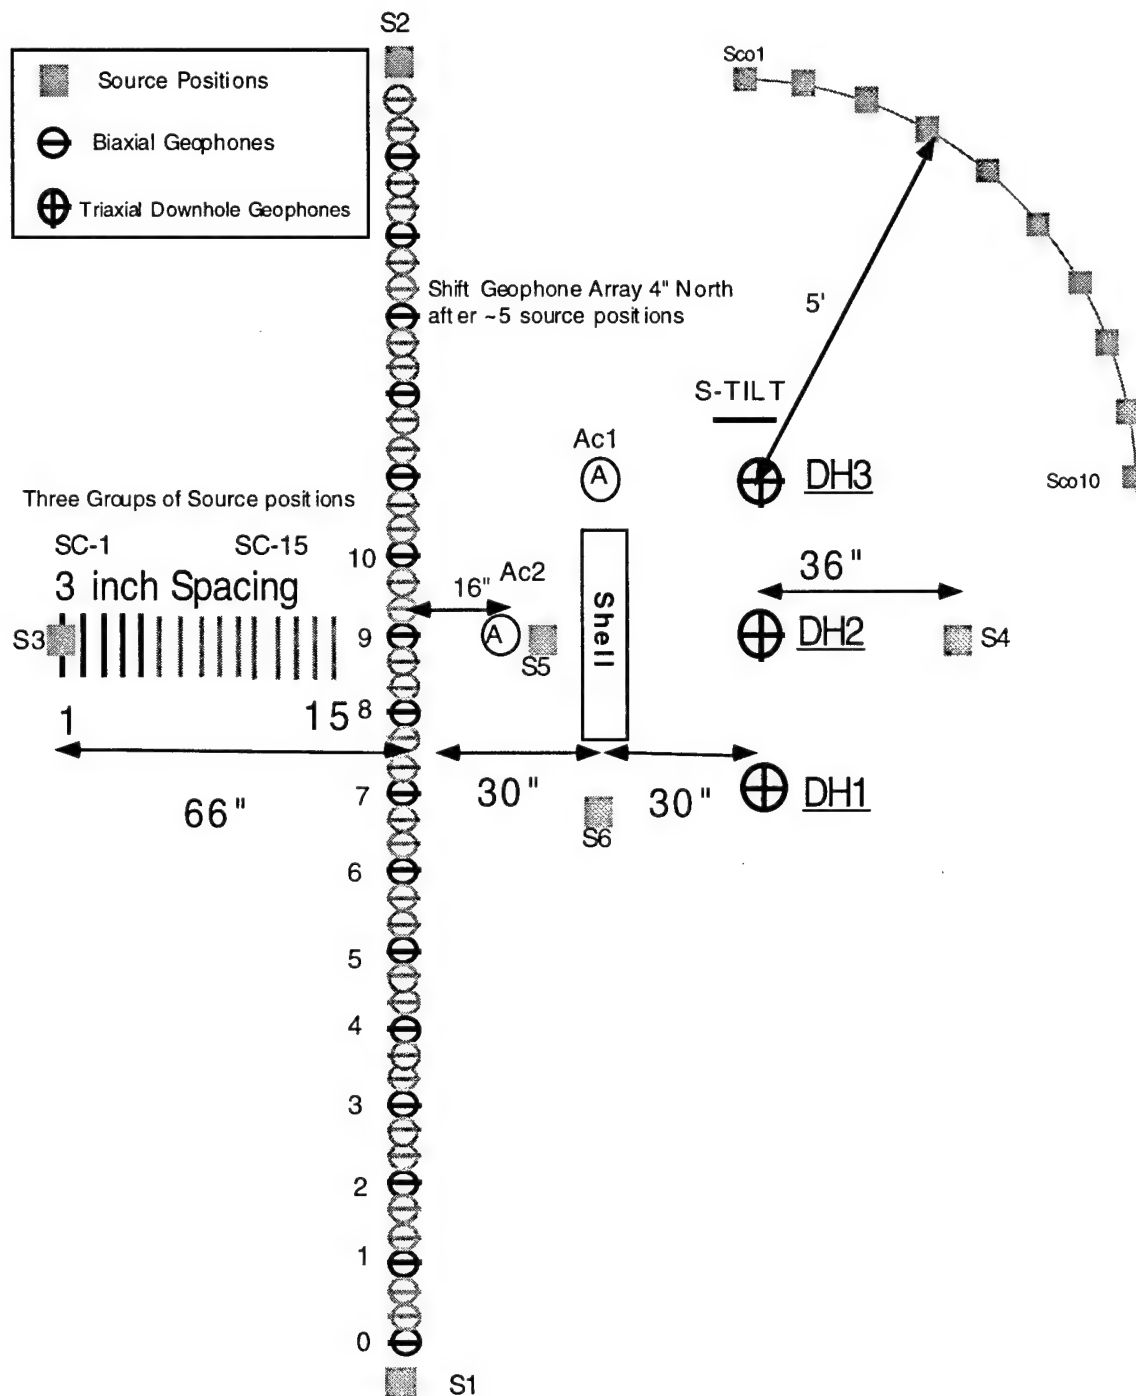 S2
Source Positions
Biaxial Geophones
Triaxial Downhole Geophones
Sco1
Shift Geophone Array 4" North
after ~5 source positions
5'
S-TILT
Ac1
A
DH3
Sco10
Three Groups of Source positions
SC-1 SC-15
3 inch Spacing
10
16" Ac2
36"
Shell
S3
9
A
S5
DH2
S4
1 15
8
66"
7
30"
30"
DH1
S6
6
5
4
3
2
1
0
S1